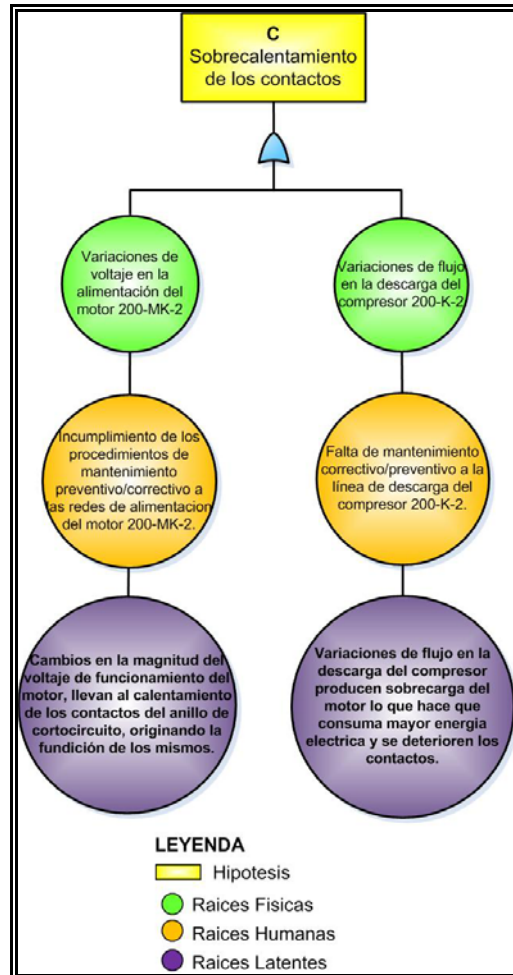 C
Sobrecalentamiento
de los contactos
Variaciones de
voltaje en la
alimentación del
motor 200-MK-2
Variaciones de flujo
en la descarga del
compresor 200-K-2
Incumplimiento de los
procedimientos de
mantenimiento
preventivo/correctivo a
las redes de alimentacion
del motor 200-MK-2.
Falta de mantenimiento
correctivo/preventivo a la
línea de descarga del
compresor 200-K-2.
Cambios en la magnitud del
voltaje de funcionamiento del
motor, llevan al calentamiento
de los contactos del anillo de
cortocircuito, originando la
fundición de los mismos.
Variaciones de flujo en la
descarga del compresor
producen sobrecarga del
motor lo que hace que
consuma mayor energia
electrica y se deterioren los
contactos.
LEYENDA
Hipotesis
Raices Fisicas
Raices Humanas
Raices Latentes